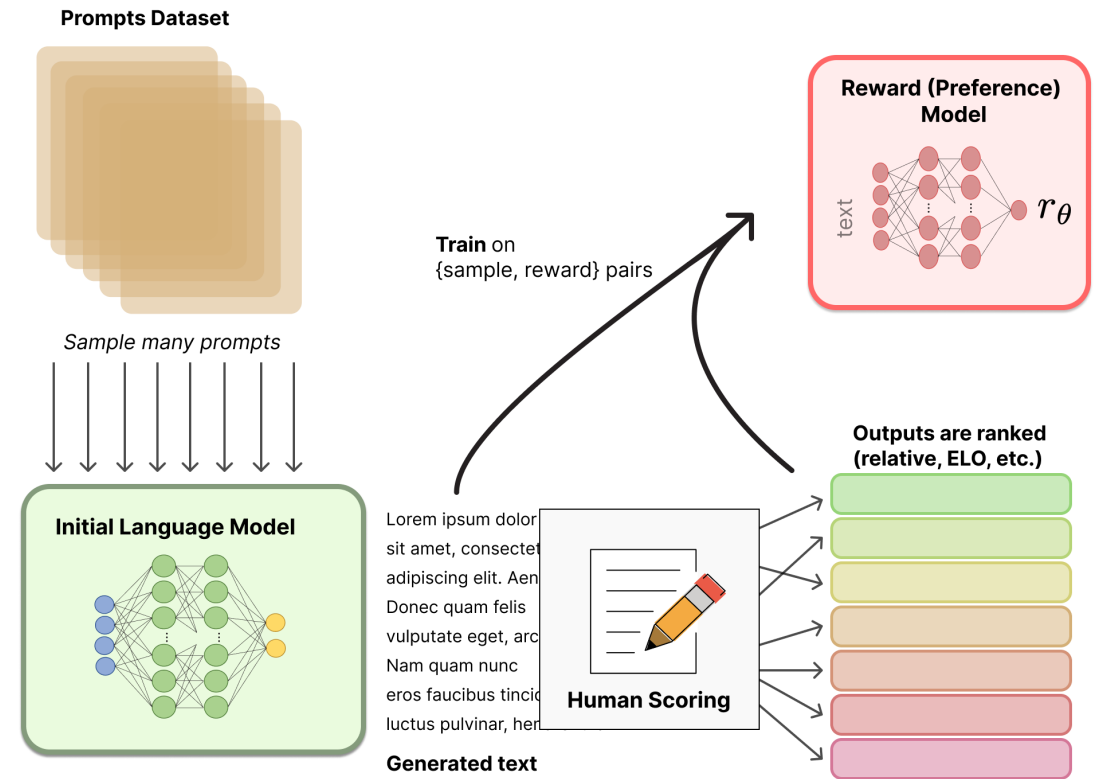 Prompts Dataset
Sample many prompts
Initial Language Model
Train on
{sample, reward} pairs
Lorem ipsum dolor
sit amet, consectet
adipiscing elit. Aen
Donec quam felis
vulputate eget, arc
Nam quam nunc
eros faucibus tincid
luctus pulvinar, her
Generated text
Human Scoring
Reward (Preference)
Model
text
rθ
Outputs are ranked
(relative, ELO, etc.)